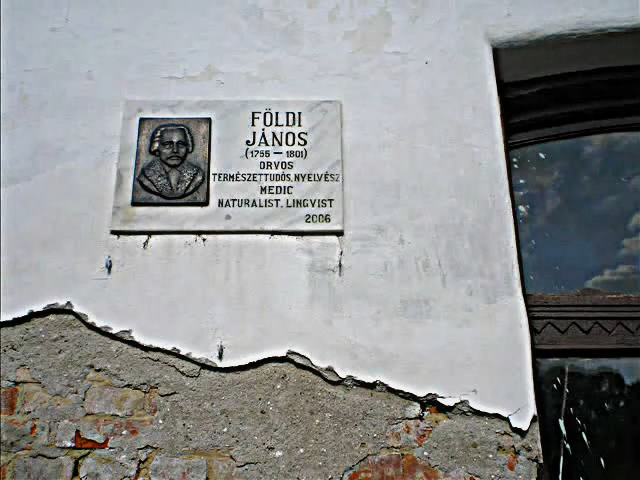 FÖLDI
JÁNOS
(1755 – 1801)
ORVOS
TERMÉSZETTUDÓS, NYELVÉSZ
MEDIC
NATURALIST, LINGVIST
2006